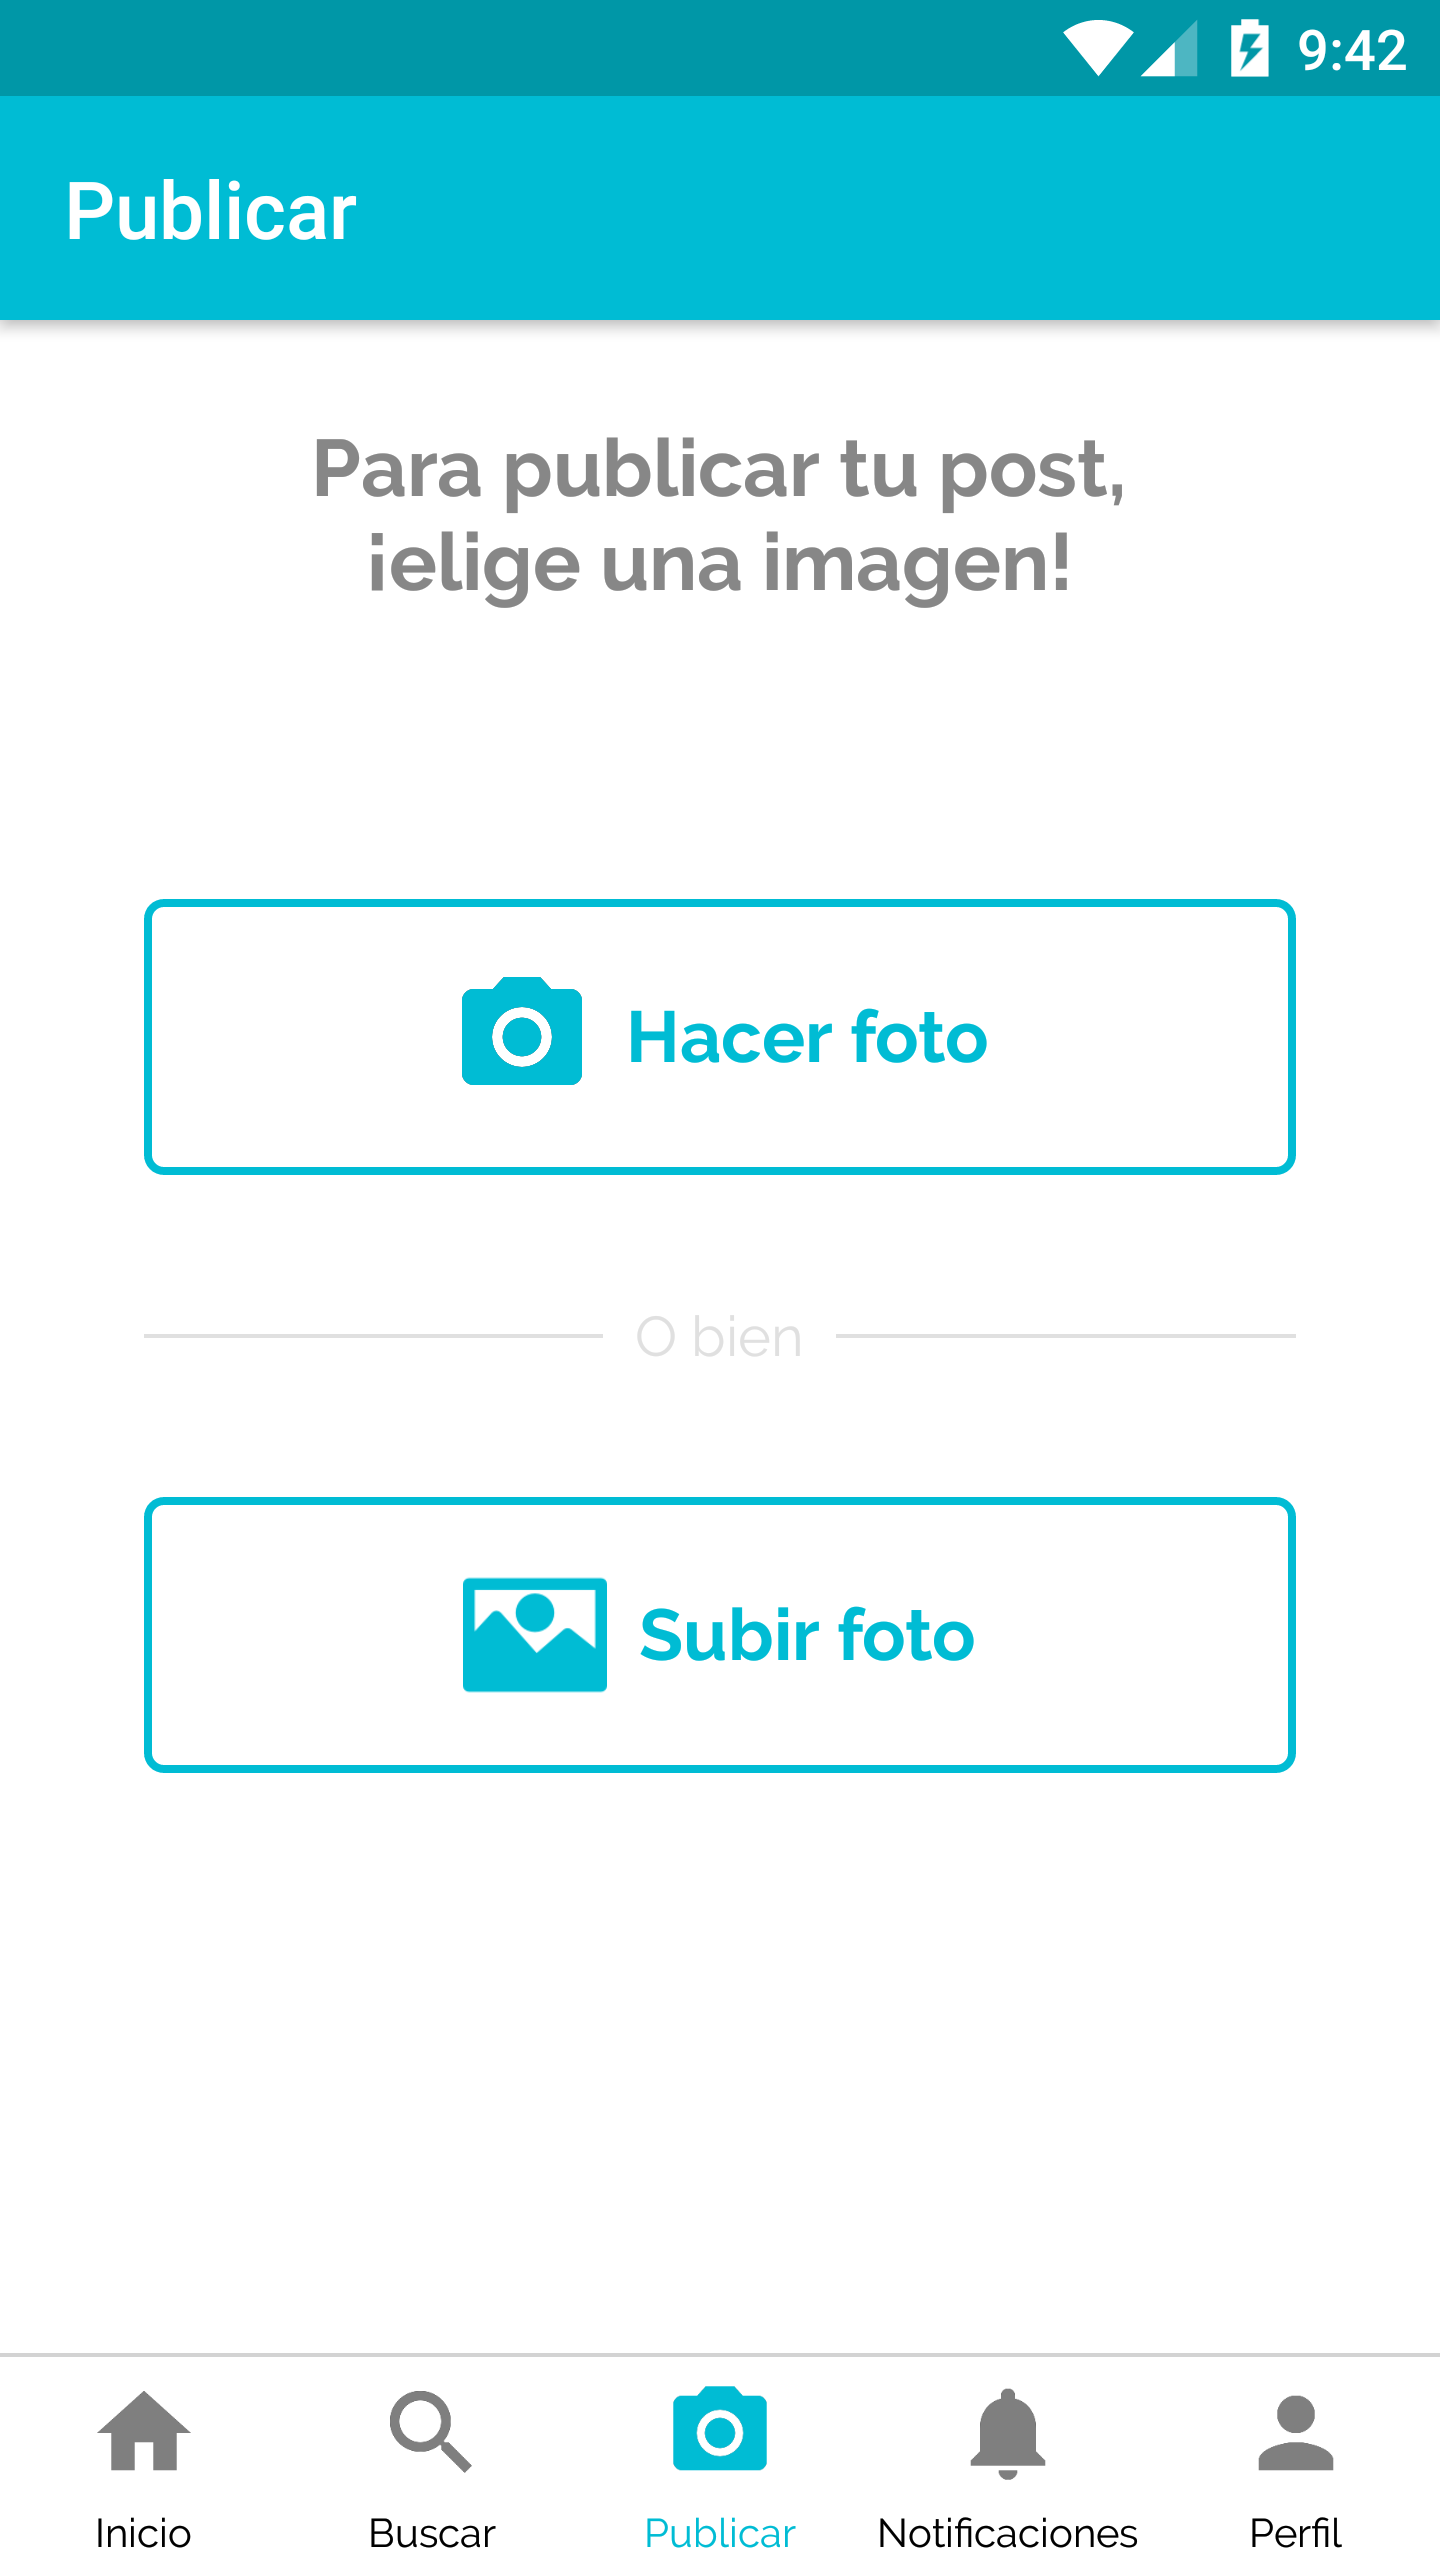 9:42
Publicar
Para publicar tu post,
¡elige una imagen!
Hacer foto
O bien
Subir foto
Inicio
Buscar
Publicar
Notificaciones
Perfil